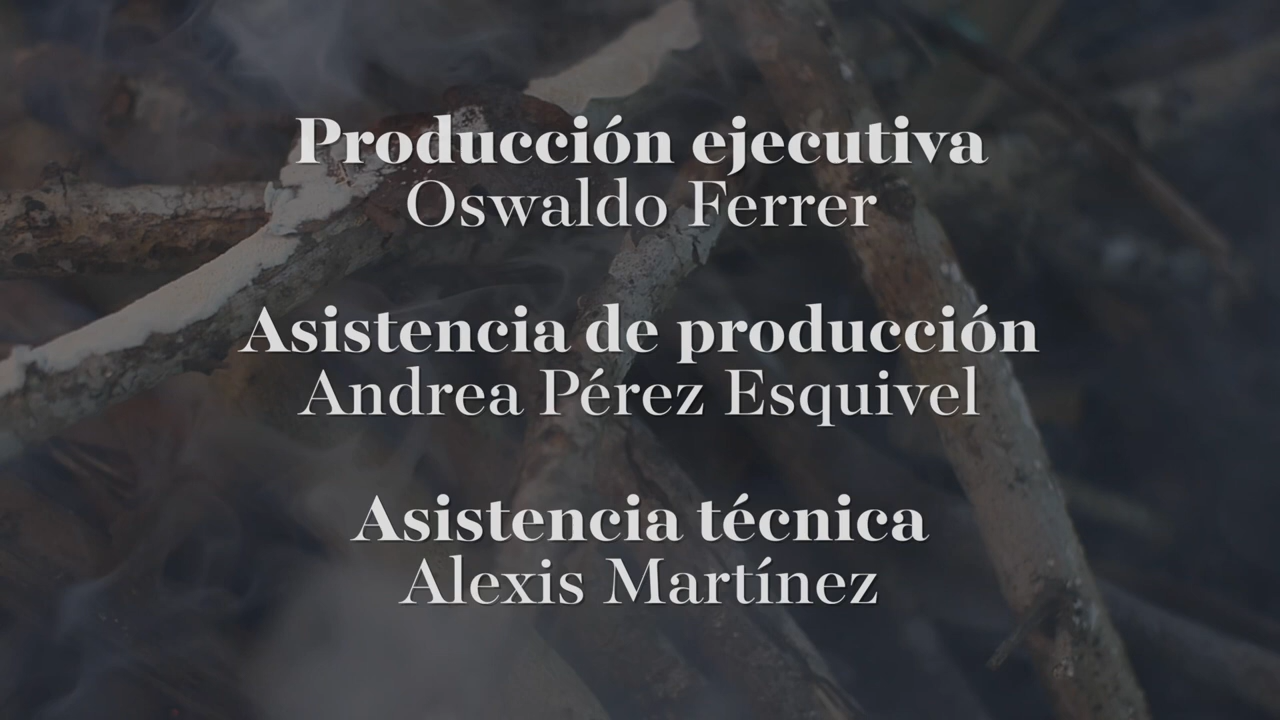 Producción ejecutiva
Oswaldo Ferrer
Asistencia de producción
Andrea Pérez Esquivel
Asistencia técnica
Alexis Martínez